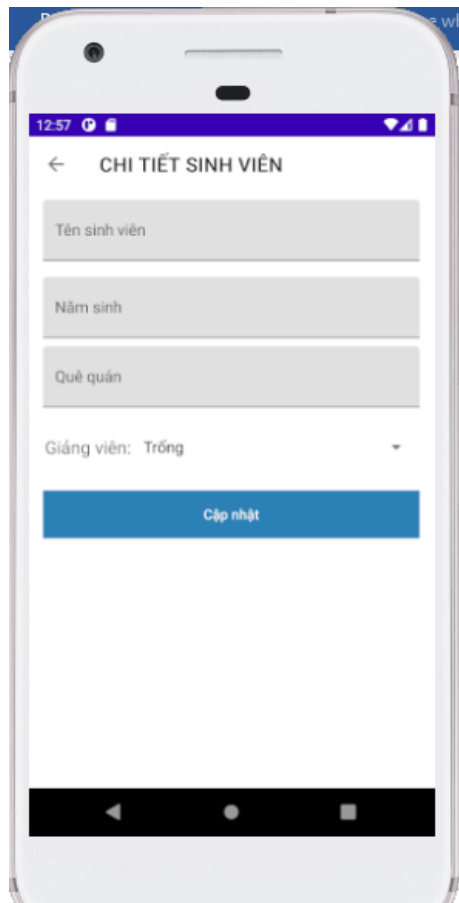 12:57
CHI TIẾT SINH VIÊN
Tên sinh viên
Năm sinh
Quê quán
Giảng viên: Trống
Cập nhật